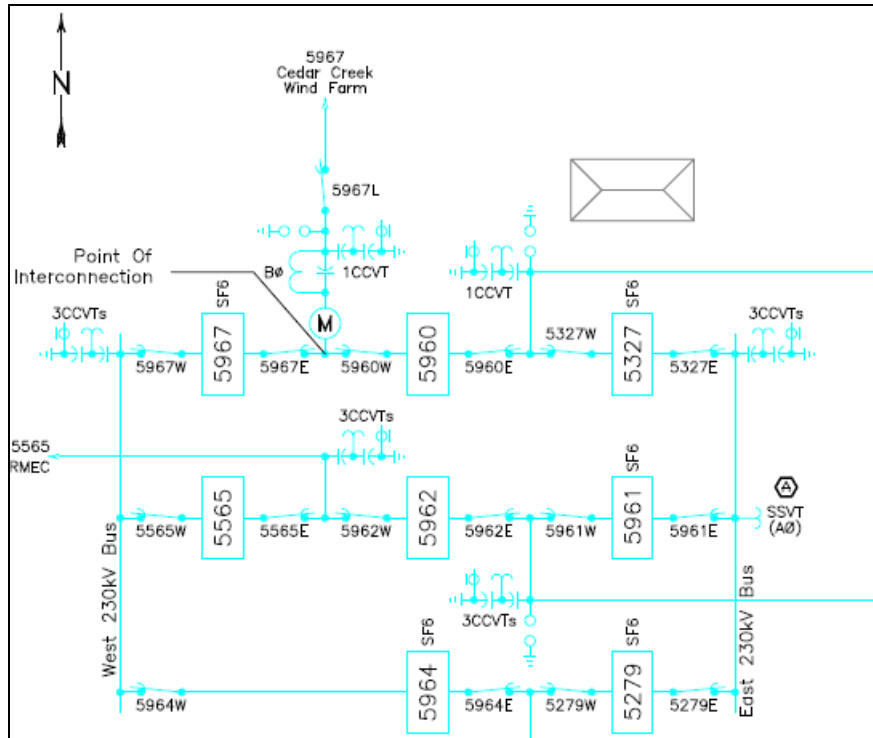 N
5967
Cedar Creek
Wind Farm
5967L
Point Of
Interconnection
BØ
1CCVT
1CCVT
3CCVTs
SF6
M
SF6
3CCVTs
5967W
5967
5967E
5960W
5960
5960E
5327W
5327
5327E
3CCVTs
5565
RMEC
SF6
A
SSVT
(AØ)
5565W
5565
5565E
5962W
5962
5962E
5961W
5961
5961E
West 230kV Bus
East 230kV Bus
3CCVTs
SF6
SF6
5964W
5964
5964E
5279W
5279
5279E